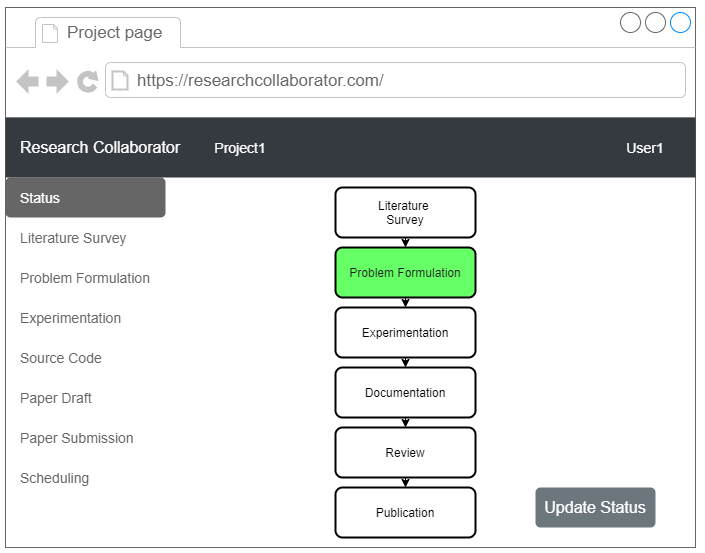 Project page
https://researchcollaborator.com/
Research Collaborator Project1 User1
Status
Literature Survey
Problem Formulation
Experimentation
Source Code
Paper Draft
Paper Submission
Scheduling
Literature
Survey
Problem Formulation
Experimentation
Documentation
Review
Publication
Update Status